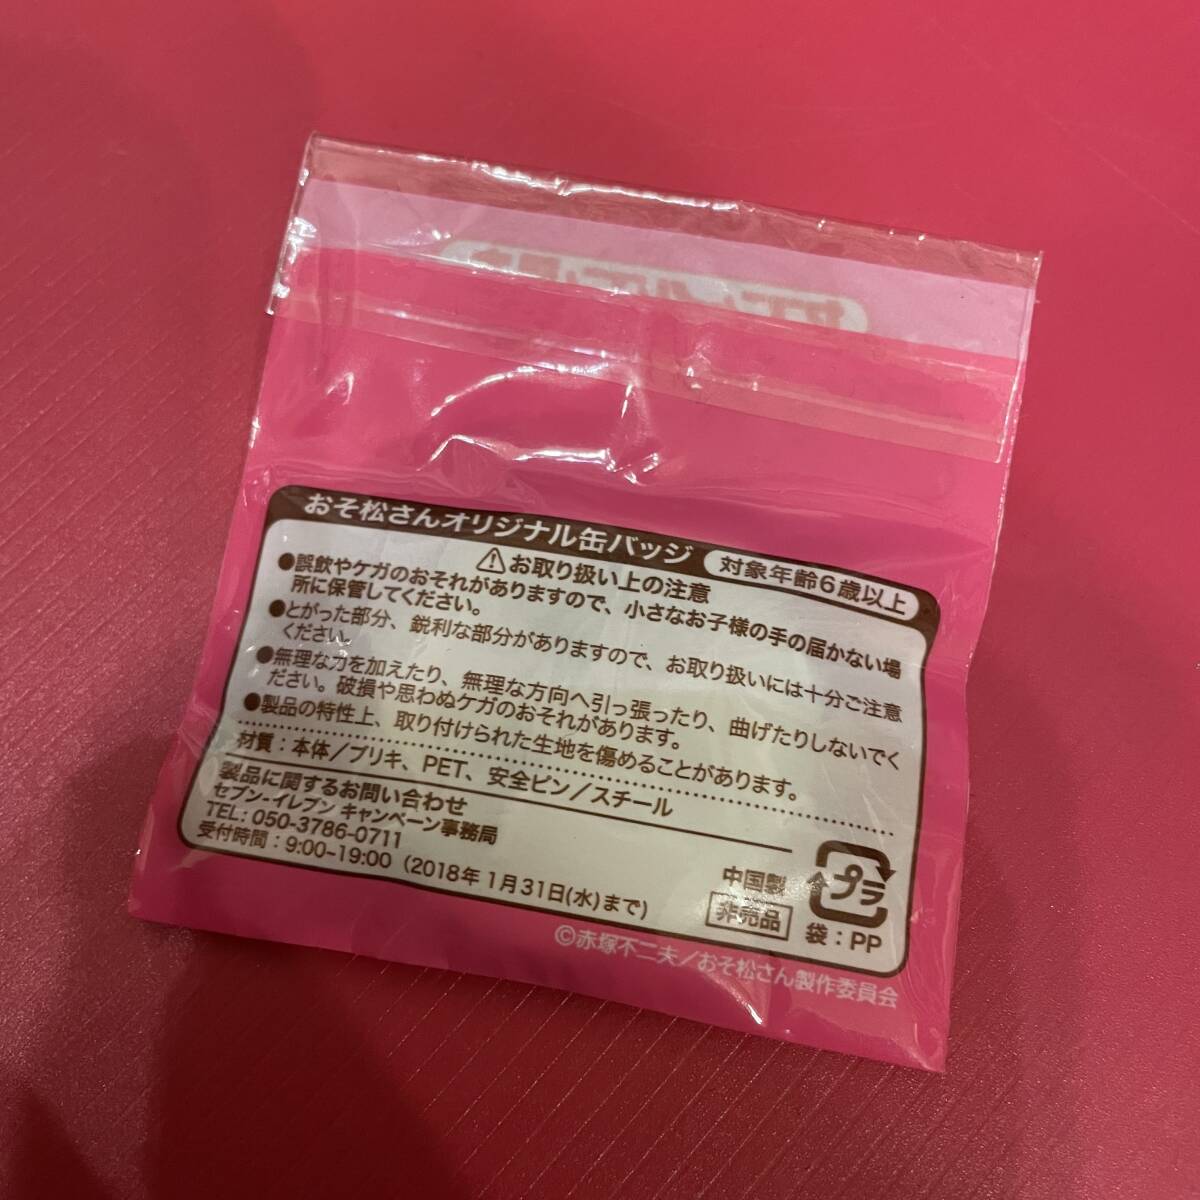 おそ松さんオリジナル缶バッジ 対象年齢6歳以上
⚠お取り扱い上の注意
●誤飲やケガのおそれがありますので、小さなお子様の手の届かない場
所に保管してください。
●とがった部分、鋭利な部分がありますので、お取り扱いには十分ご注意
ください。
●無理な力を加えたり、無理な方向へ引っ張ったり、曲げたりしないでく
ださい。破損や思わぬケガのおそれがあります。
●製品の特性上、取り付けられた生地を傷めることがあります。
材質：本体／ブリキ、PET、安全ピン／スチール
製品に関するお問い合わせ
セブン-イレブン キャンペーン事務局
TEL：050-3786-0711
受付時間：9:00-19:00（2018年 1月31日(水)まで）
中国製
非売品
プラ
袋：PP
©赤塚不二夫／おそ松さん製作委員会